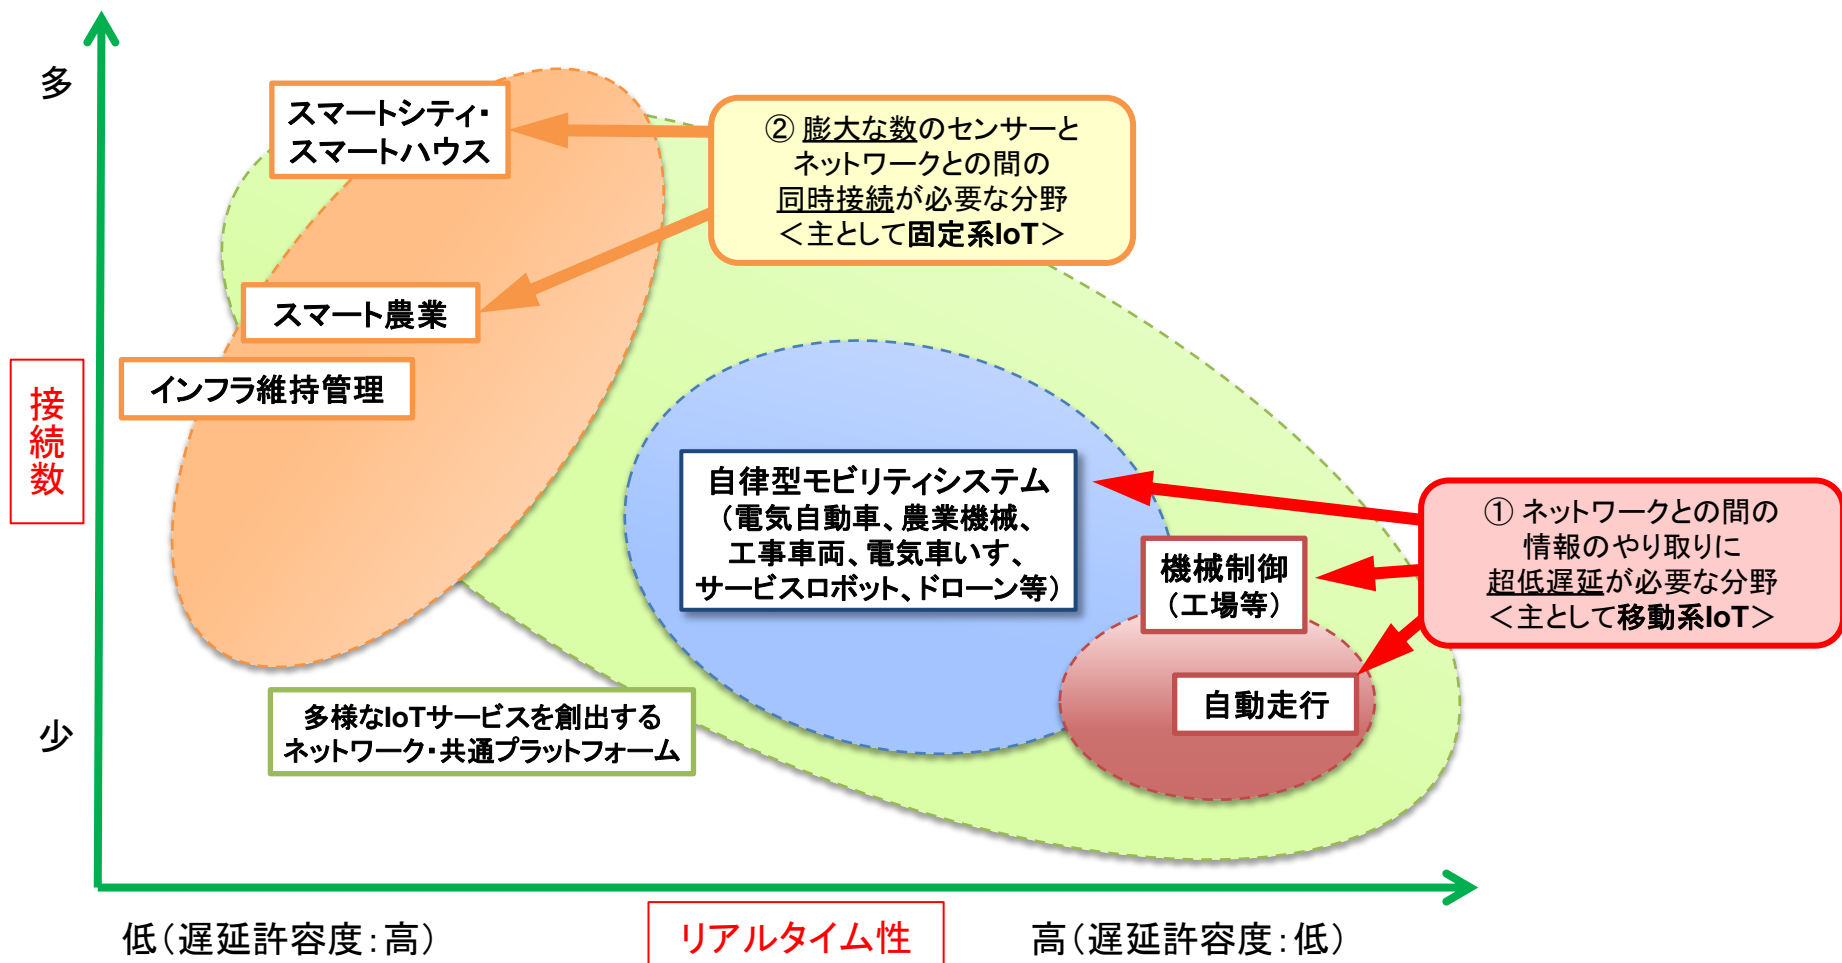 多
スマートシティ・
スマートハウス
② 膨大な数のセンサーと
ネットワークとの間の
同時接続が必要な分野
＜主として固定系IoT＞
スマート農業
インフラ維持管理
接続数
自律型モビリティシステム
（電気自動車、農業機械、
工事車両、電気車いす、
サービスロボット、ドローン等）
機械制御
（工場等）
① ネットワークとの間の
情報のやり取りに
超低遅延が必要な分野
＜主として移動系IoT＞
自動走行
多様なIoTサービスを創出する
ネットワーク・共通プラットフォーム
少
低（遅延許容度：高）
リアルタイム性
高（遅延許容度：低）